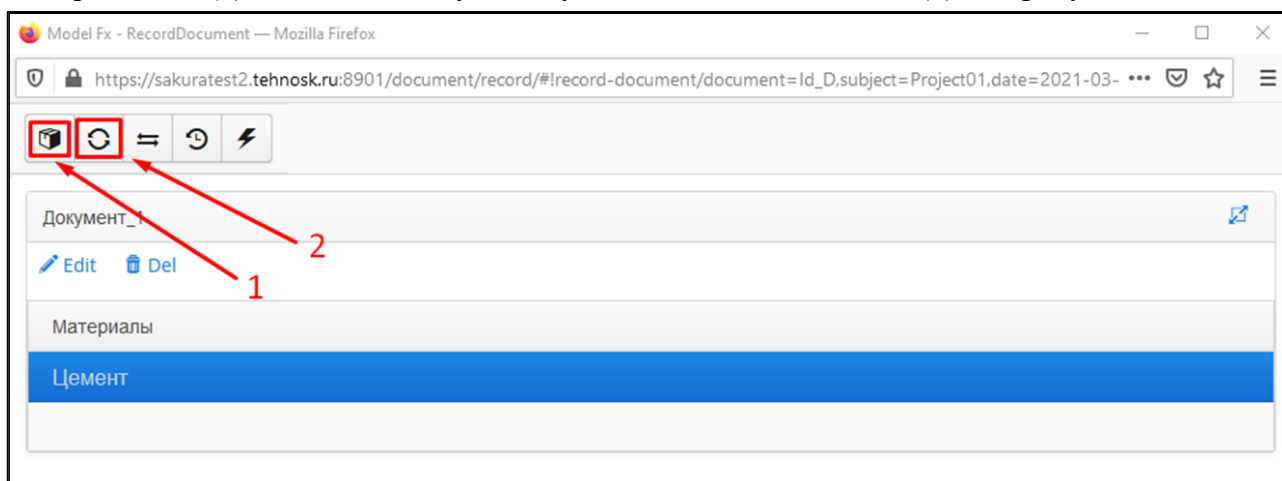 Model Fx - RecordDocument — Mozilla Firefox
https://sakuratest2.tehnosk.ru:8901/document/record/#!record-document/document=Id_D,subject=Project01,date=2021-03-
Документ_1
2
Edit Del
1
Материалы
Цемент